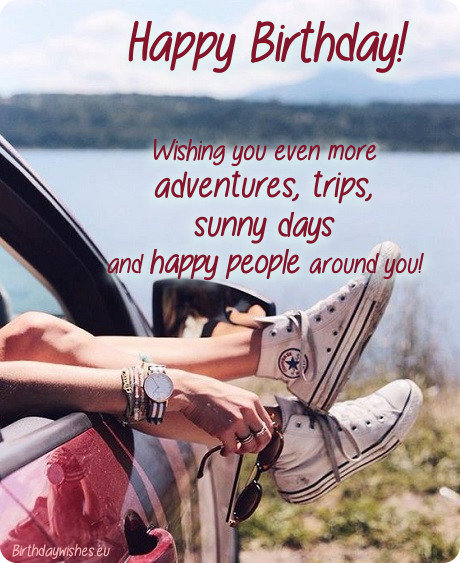 Happy Birthday!
Wishing you even more
adventures, trips,
sunny days
and happy people around you!
Birthdaywishes.eu